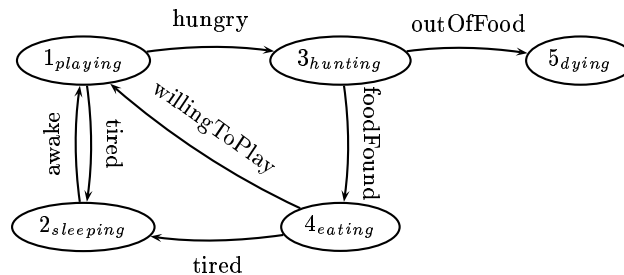 hungry
outOfFood
1playing
3hunting
5dying
awake
tired
willingToPlay
foodFound
2sleeping
4eating
tired